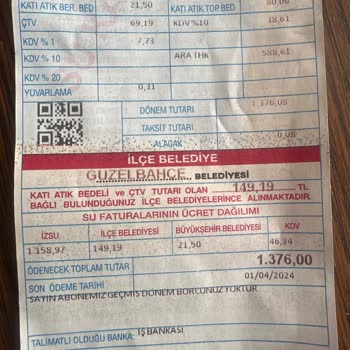 KATI ATIK BER. BED 21,50 KATI ATIK TOP BED 80,00
ÇTV 69,19 KDV %10 38,61
KDV % 1 7,73
KDV % 10 ARA THK 588,61
KDV % 20
YUVARLAMA 0,31
DÖNEM TUTARI 1.376,08
TAKSİT TUTARI
ALACAK 0,08
İLÇE BELEDİYE
GÜZELBAHÇE BELEDİYESİ
KATI ATIK BEDELİ ve ÇTV TUTARI OLAN 149,19 TL
BAĞLI BULUNDUĞUNUZ İLÇE BELEDİYELERİNCE ALINMAKTADIR.
SU FATURALARININ ÜCRET DAĞILIMI
İZSU İLÇE BELEDİYESİ BÜYÜKŞEHİR BELEDİYESİ KDV
1.158,97 149,19 21,50 46,34
ÖDENECEK TOPLAM TUTAR 1.376,00
SON ÖDEME TARİHİ 01/04/2024
SAYIN ABONEMİZ GEÇMİŞ DÖNEM BORCUNUZ YOKTUR
TALİMATLI OLDUĞU BANKA: İŞ BANKASI